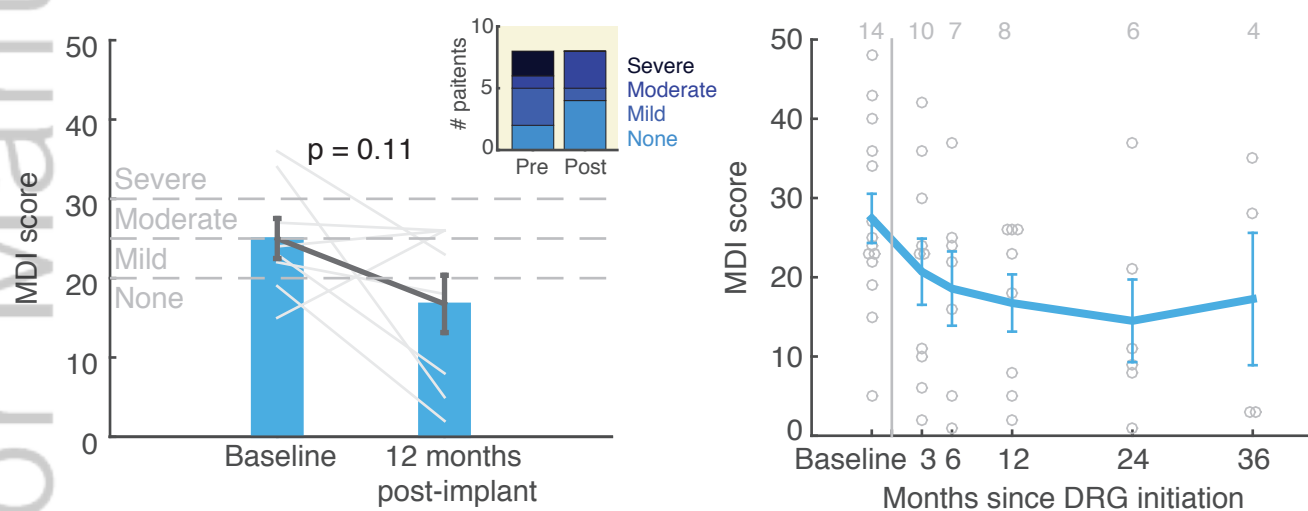 50
40
30
20
10
0
MDI score
Severe
Moderate
Mild
None
p = 0.11
Baseline
12 months
post-implant
10
5
0
# paitents
Pre
Post
Severe
Moderate
Mild
None
14
10
7
8
6
4
50
40
30
20
10
0
MDI score
Baseline 3 6 12 24 36
Months since DRG initiation